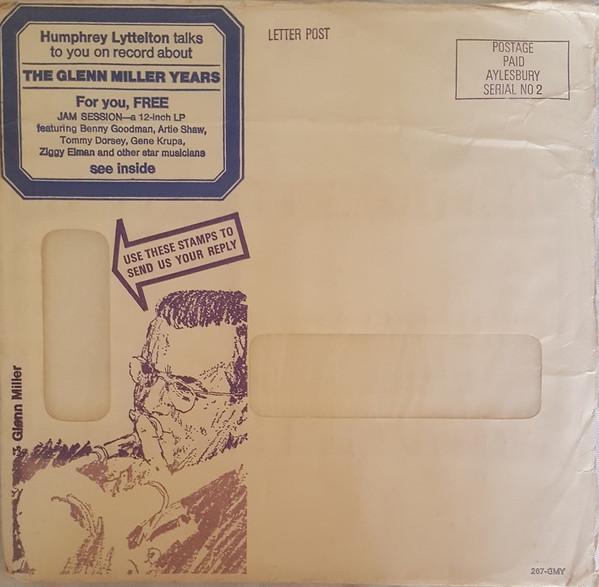 Humphrey Lyttelton talks
to you on record about
THE GLENN MILLER YEARS
For you, FREE
JAM SESSION—a 12-inch LP
featuring Benny Goodman, Artie Shaw,
Tommy Dorsey, Gene Krupa,
Ziggy Elman and other star musicians
see inside
LETTER POST
POSTAGE
PAID
AYLESBURY
SERIAL NO 2
USE THESE STAMPS TO
SEND US YOUR REPLY
Glenn Miller
267-GMY